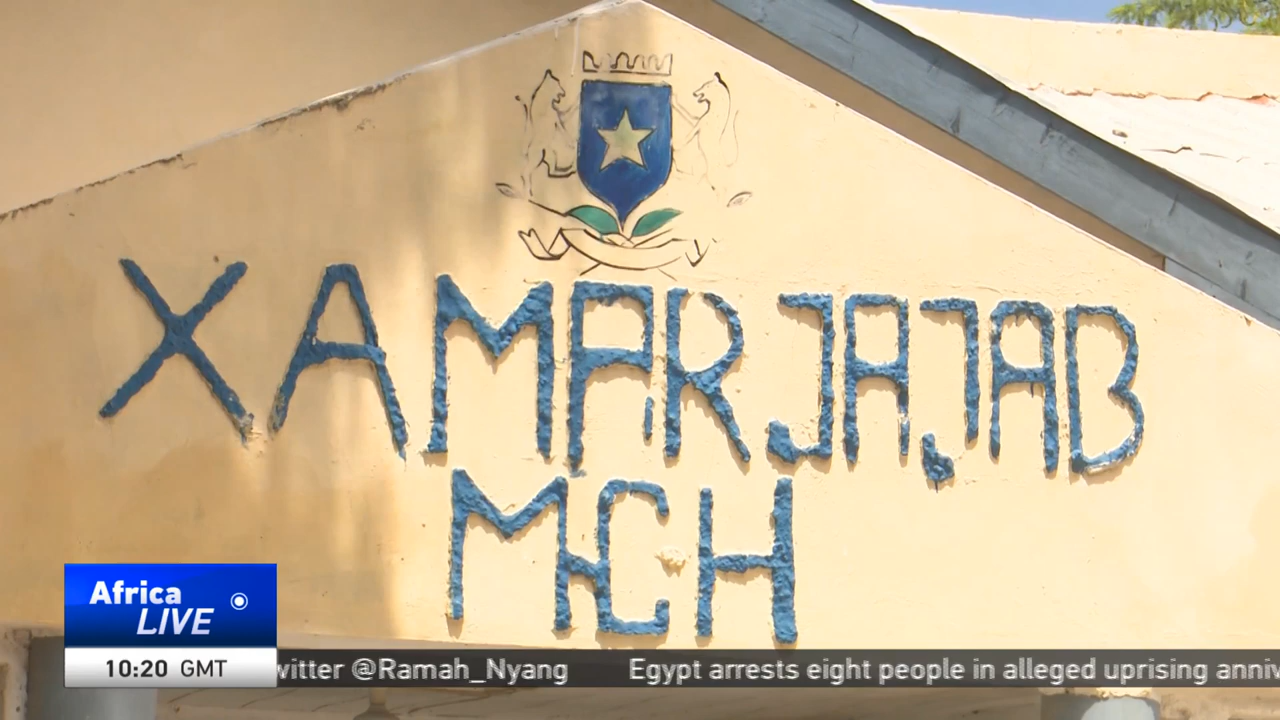 XAMARJAJAB
MCH
Africa
LIVE
10:20 GMT
witter @Ramah_Nyang Egypt arrests eight people in alleged uprising anniv